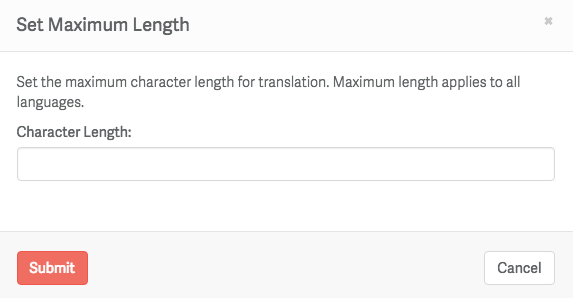 Set Maximum Length
Set the maximum character length for translation. Maximum length applies to all
languages.
Character Length:
Submit
Cancel